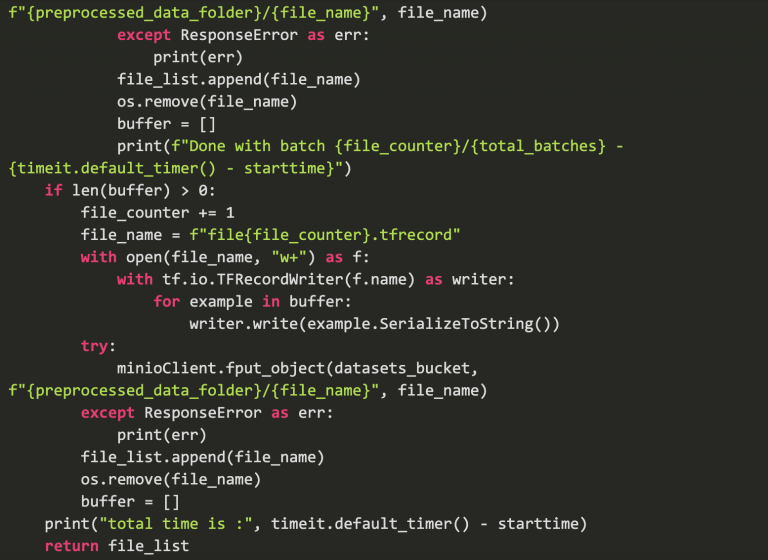 f"{preprocessed_data_folder}/{file_name}", file_name)
            except ResponseError as err:
                print(err)
            file_list.append(file_name)
            os.remove(file_name)
            buffer = []
            print(f"Done with batch {file_counter}/{total_batches} -
{timeit.default_timer() - starttime}")
    if len(buffer) > 0:
        file_counter += 1
        file_name = f"file{file_counter}.tfrecord"
        with open(file_name, "w+") as f:
            with tf.io.TFRecordWriter(f.name) as writer:
                for example in buffer:
                    writer.write(example.SerializeToString())
        try:
            minioClient.fput_object(datasets_bucket,
f"{preprocessed_data_folder}/{file_name}", file_name)
        except ResponseError as err:
            print(err)
        file_list.append(file_name)
        os.remove(file_name)
        buffer = []
    print("total time is :", timeit.default_timer() - starttime)
    return file_list